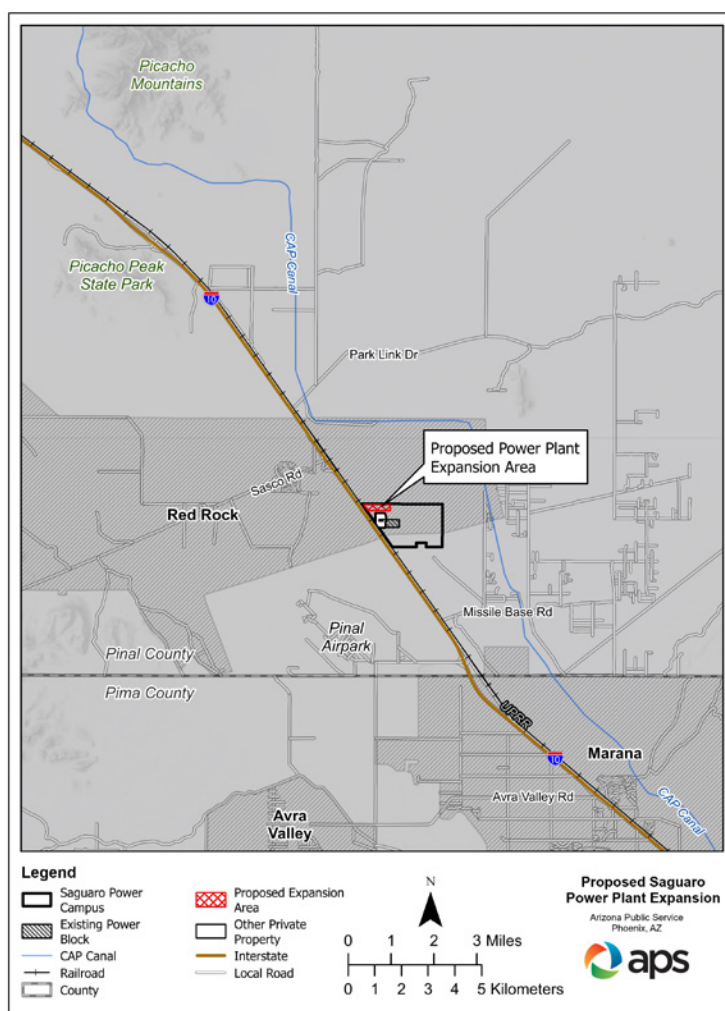 Picacho
Mountains
CAP Canal
Picacho Peak
State Park
10
Park Link Dr
Proposed Power Plant
Expansion Area
Sasco Rd
Red Rock
Missile Base Rd
Pinal
Airpark
Pinal County
Pima County
UPRR
10
Marana
Avra Valley Rd
CAP Canal
Avra
Valley
Legend
Saguaro Power
Campus
Existing Power
Block
CAP Canal
Railroad
County
Proposed Expansion
Area
Other Private
Property
Interstate
Local Road
N
0 1 2 3 Miles
0 1 2 3 4 5 Kilometers
Proposed Saguaro
Power Plant Expansion
Arizona Public Service
Phoenix, AZ
aps